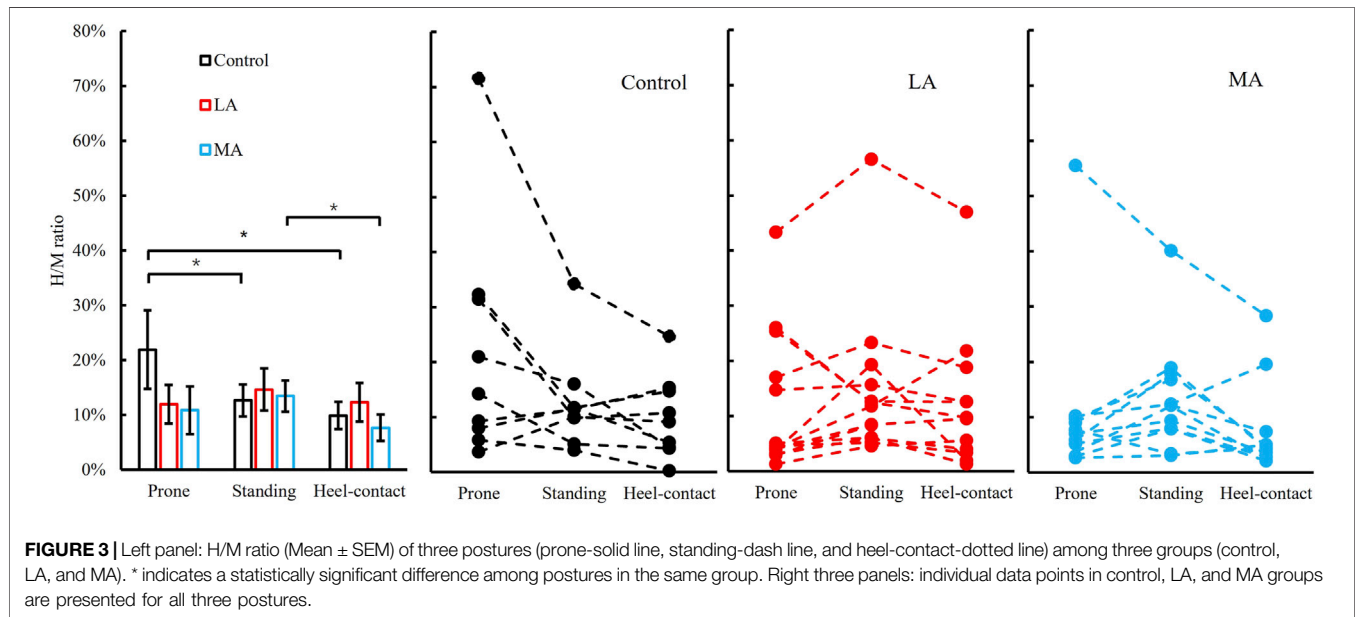 80%
70%
60%
50%
40%
30%
20%
10%
0%
H/M ratio
Control
LA
MA
*
*
*
Prone Standing Heel-contact
Control
Prone Standing Heel-contact
LA
Prone Standing Heel-contact
MA
Prone Standing Heel-contact
FIGURE 3 | Left panel: H/M ratio (Mean ± SEM) of three postures (prone-solid line, standing-dash line, and heel-contact-dotted line) among three groups (control,
LA, and MA). * indicates a statistically significant difference among postures in the same group. Right three panels: individual data points in control, LA, and MA groups
are presented for all three postures.